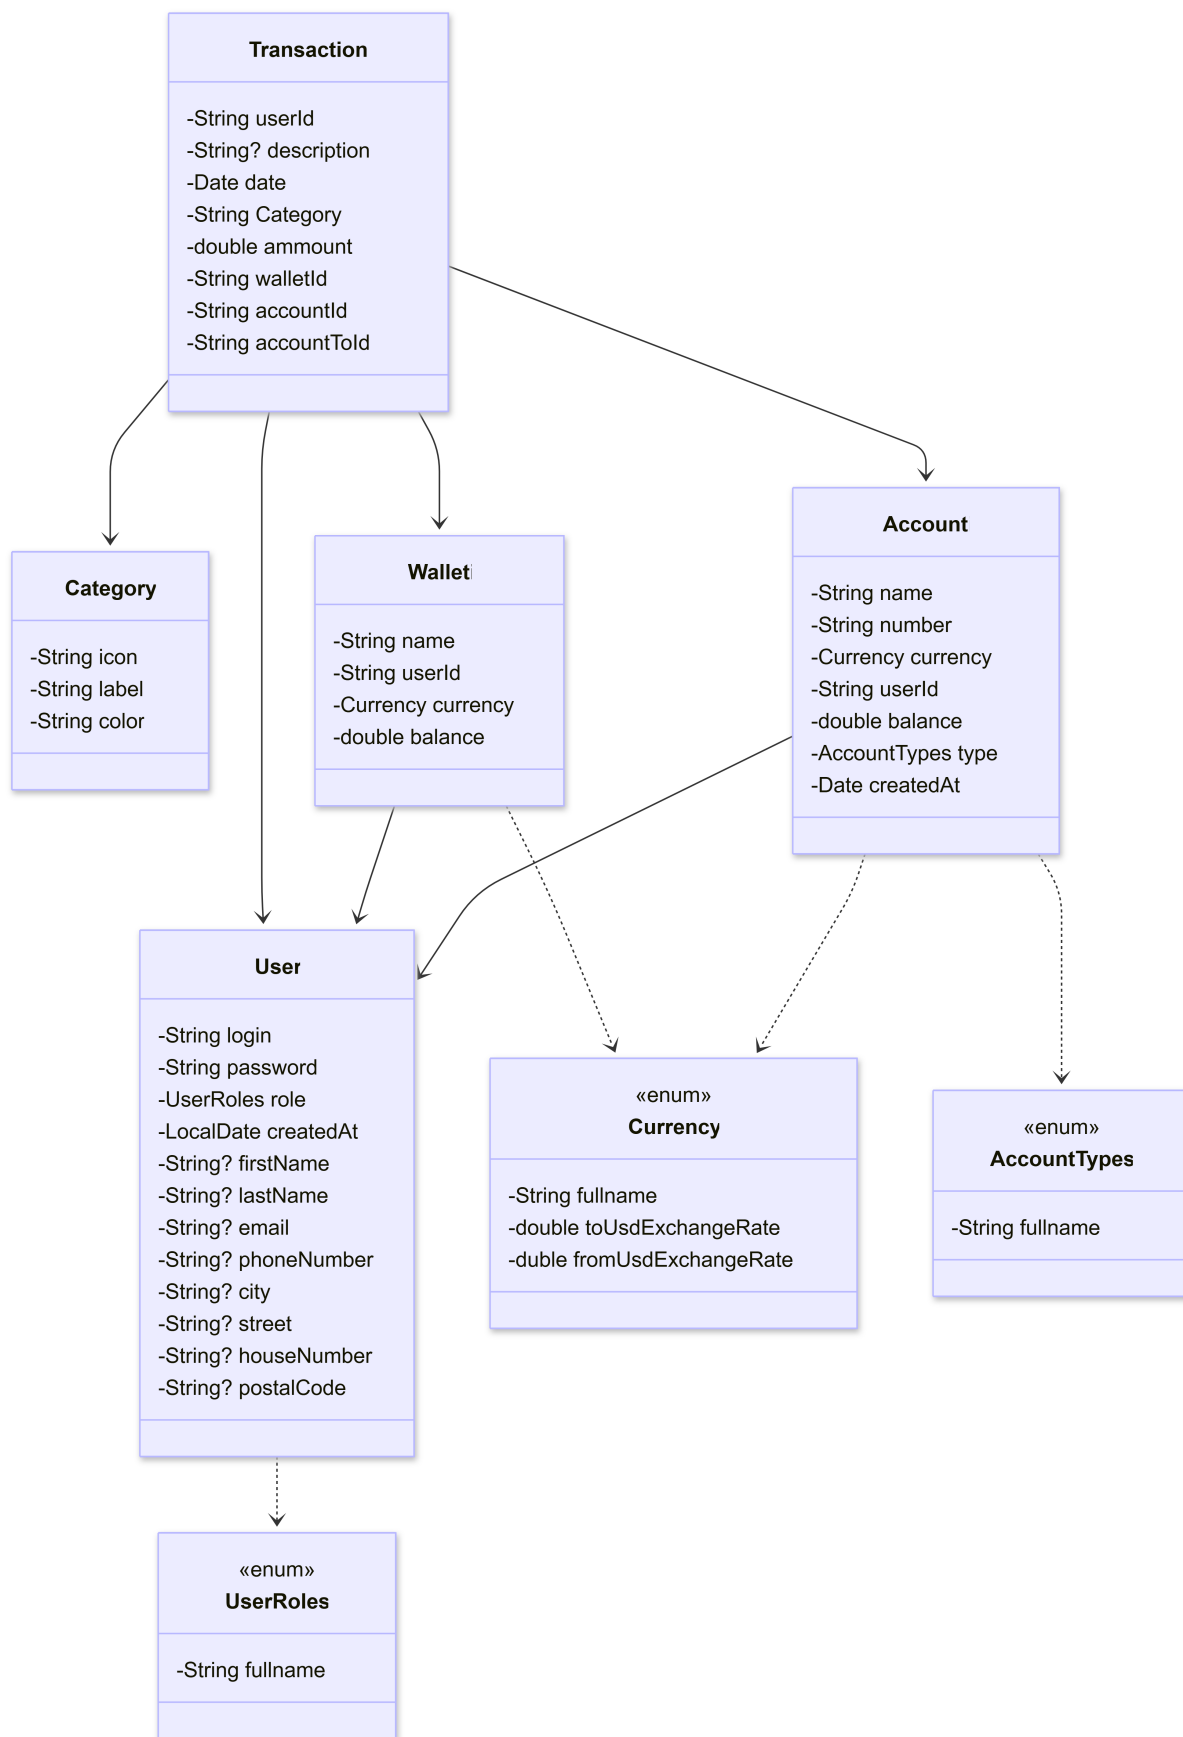 Transaction
-String userId
-String? description
-Date date
-String Category
-double ammount
-String walletId
-String accountId
-String accountToId
Category
-String icon
-String label
-String color
Walleti
-String name
-String userId
-Currency currency
-double balance
Account
-String name
-String number
-Currency currency
-String userId
-double balance
-AccountTypes type
-Date createdAt
User
-String login
-String password
-UserRoles role
-LocalDate createdAt
-String? firstName
-String? lastName
-String? email
-String? phoneNumber
-String? city
-String? street
-String? houseNumber
-String? postalCode
«enum»
Currency
-String fullname
-double toUsdExchangeRate
-duble fromUsdExchangeRate
«enum»
AccountTypes
-String fullname
«enum»
UserRoles
-String fullname